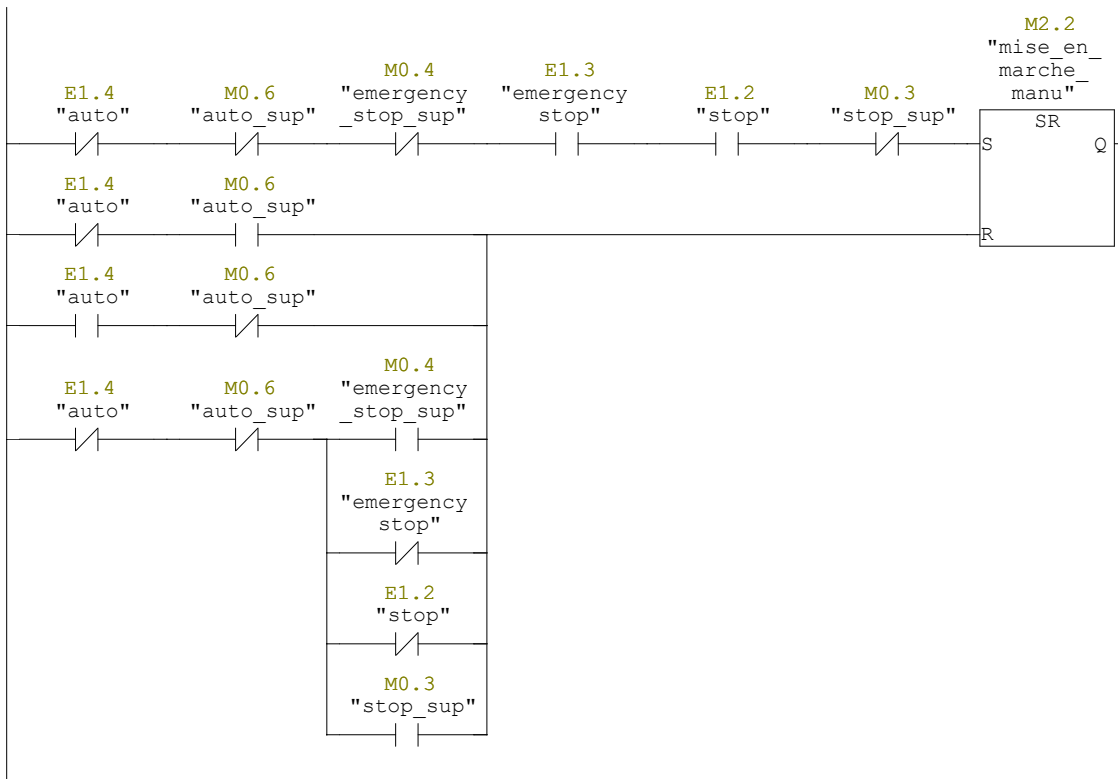 M2.2
"mise_en_
marche_
manu"
E1.4
"auto"
M0.6
"auto_sup"
M0.4
"emergency
_stop_sup"
E1.3
"emergency
stop"
E1.2
"stop"
M0.3
"stop_sup"
SR
S
Q
E1.4
"auto"
M0.6
"auto_sup"
R
E1.4
"auto"
M0.6
"auto_sup"
E1.4
"auto"
M0.6
"auto_sup"
M0.4
"emergency
_stop_sup"
E1.3
"emergency
stop"
E1.2
"stop"
M0.3
"stop_sup"